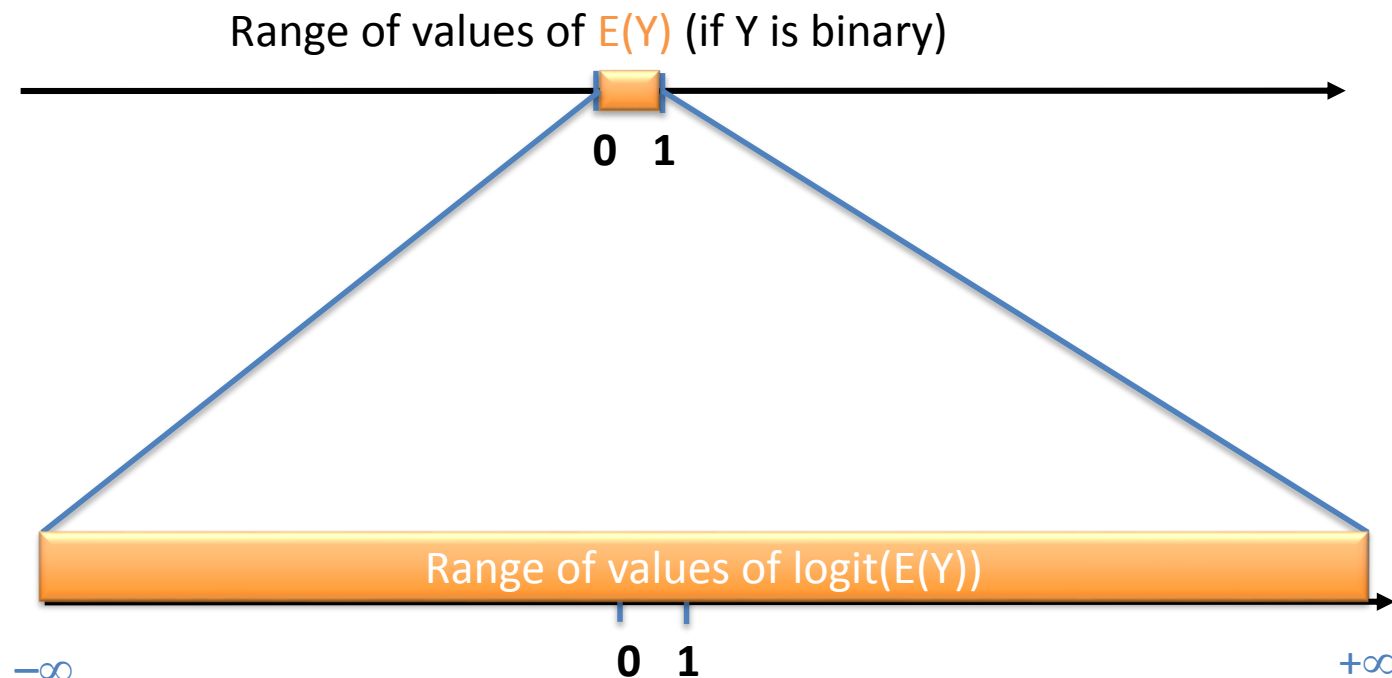 Range of values of E(Y) (if Y is binary)
0 1
Range of values of logit(E(Y))
0 1
−∞ +∞